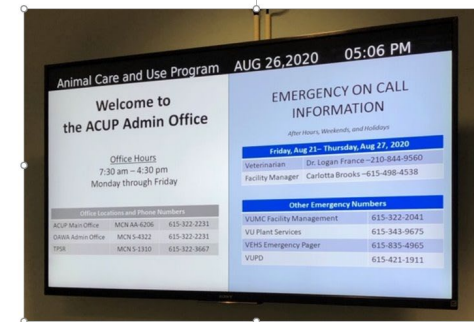 Animal Care and Use Program AUG 26,2020 05:06 PM
Welcome to
the ACUP Admin Office
Office Hours
7:30 am – 4:30 pm
Monday through Friday
Office Locations and Phone Numbers
ACUP Main Office MCN AA-6206 615-322-2231
OAWA Admin Office MCN S-4322 615-322-2231
TPSR MCN S-1310 615-322-3667
EMERGENCY ON CALL
INFORMATION
After Hours, Weekends, and Holidays
Friday, Aug 21– Thursday, Aug 27, 2020
Veterinarian Dr. Logan France –210-844-9560
Facility Manager Carlotta Brooks –615-498-4538
Other Emergency Numbers
VUMC Facility Management 615-322-2041
VU Plant Services 615-343-9675
VEHS Emergency Pager 615-835-4965
VUPD 615-421-1911